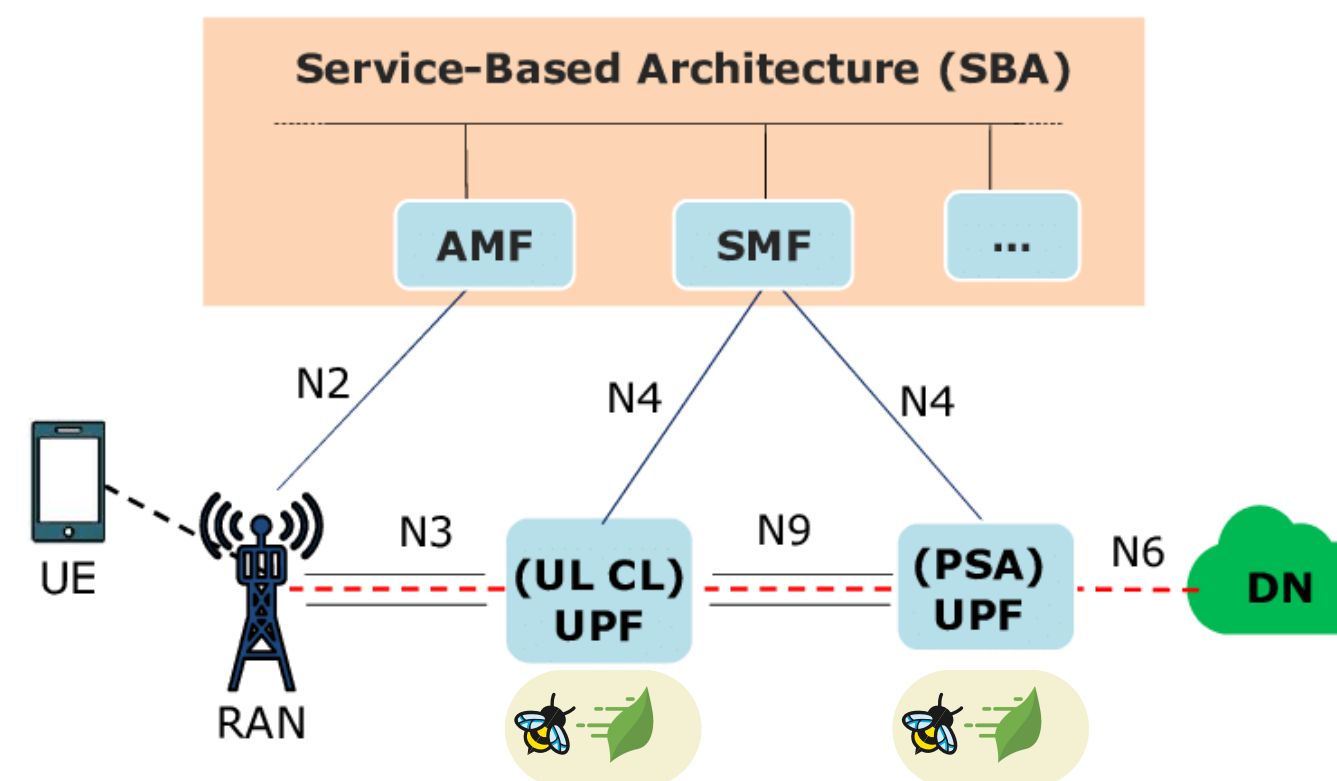 Service-Based Architecture (SBA)
AMF
SMF
...
N2
N4
N4
UE
N3
N9
N6
(UL CL)
UPF
(PSA)
UPF
DN
RAN